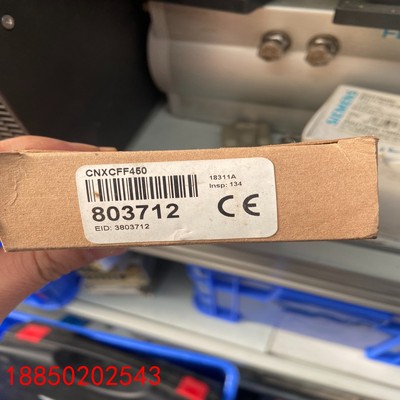 SIEMENS
CNXCFF450
18311A
Insp: 134
803712
EID: 3803712
CE
18850202543